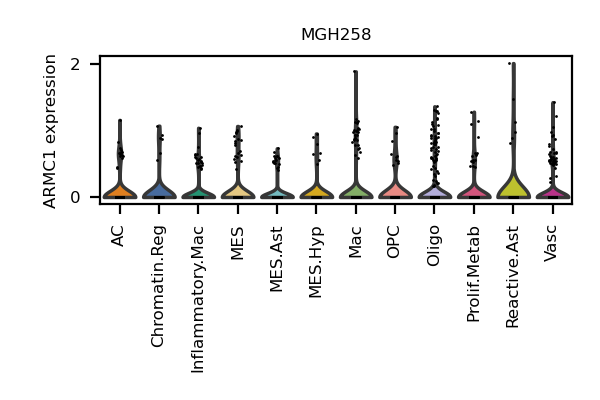 MGH258
ARMC1 expression
2
0
AC
Chromatin.Reg
Inflammatory.Mac
MES
MES.Ast
MES.Hyp
Mac
OPC
Oligo
Prolif.Metab
Reactive.Ast
Vasc